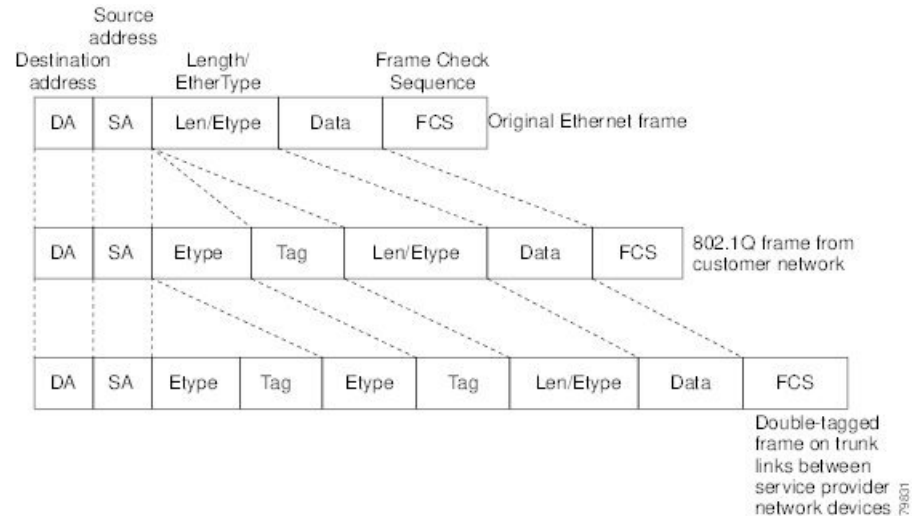 Source
address
Destination
address
Length/
EtherType
Frame Check
Sequence
DA SA Len/Etype Data FCS Original Ethernet frame
DA SA Etype Tag Len/Etype Data FCS 802.1Q frame from
customer network
DA SA Etype Tag Etype Tag Len/Etype Data FCS
Double-tagged
frame on trunk
links between
service provider
network devices
79831